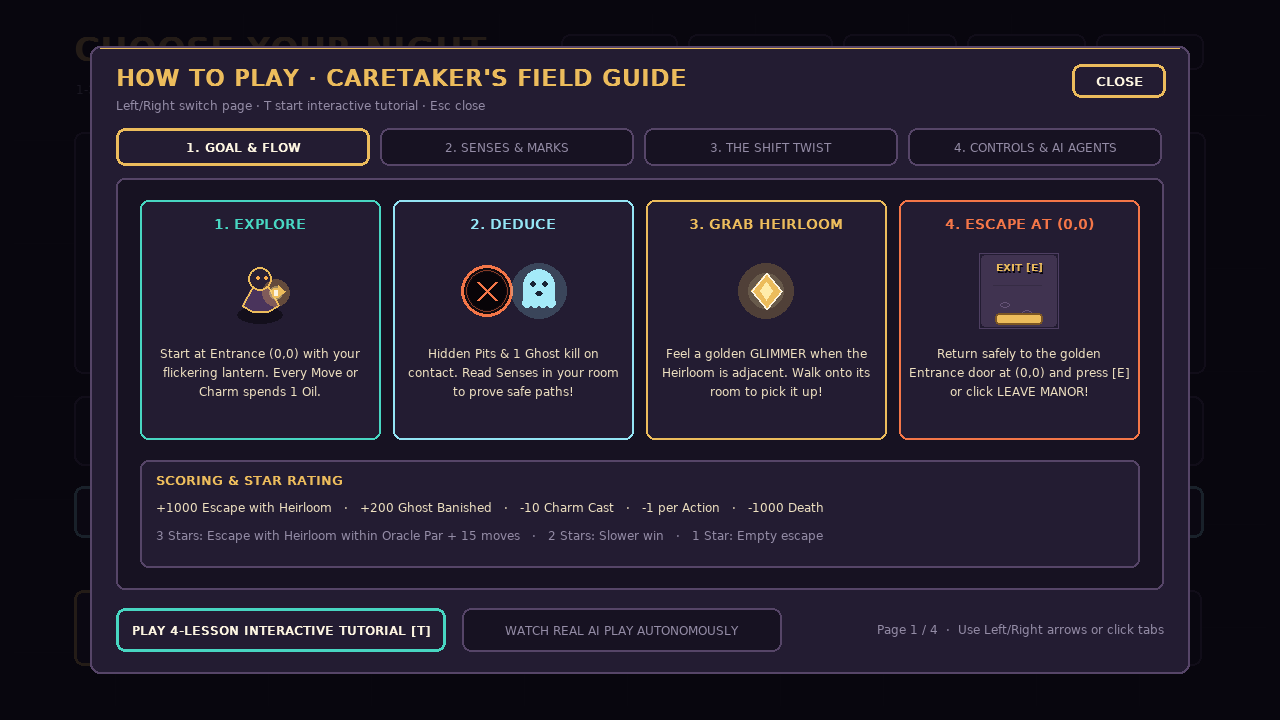 CHOOSE YOUR NIGHT
HOW TO PLAY · CARETAKER'S FIELD GUIDE
CLOSE
Left/Right switch page · T start interactive tutorial · Esc close
1. GOAL & FLOW
2. SENSES & MARKS
3. THE SHIFT TWIST
4. CONTROLS & AI AGENTS
1. EXPLORE
Start at Entrance (0,0) with your
flickering lantern. Every Move or
Charm spends 1 Oil.
2. DEDUCE
Hidden Pits & 1 Ghost kill on
contact. Read Senses in your room
to prove safe paths!
3. GRAB HEIRLOOM
Feel a golden GLIMMER when the
Heirloom is adjacent. Walk onto its
room to pick it up!
4. ESCAPE AT (0,0)
EXIT [E]
Return safely to the golden
Entrance door at (0,0) and press [E]
or click LEAVE MANOR!
SCORING & STAR RATING
+1000 Escape with Heirloom · +200 Ghost Banished · -10 Charm Cast · -1 per Action · -1000 Death
3 Stars: Escape with Heirloom within Oracle Par + 15 moves · 2 Stars: Slower win · 1 Star: Empty escape
PLAY 4-LESSON INTERACTIVE TUTORIAL [T]
WATCH REAL AI PLAY AUTONOMOUSLY
Page 1 / 4 · Use Left/Right arrows or click tabs